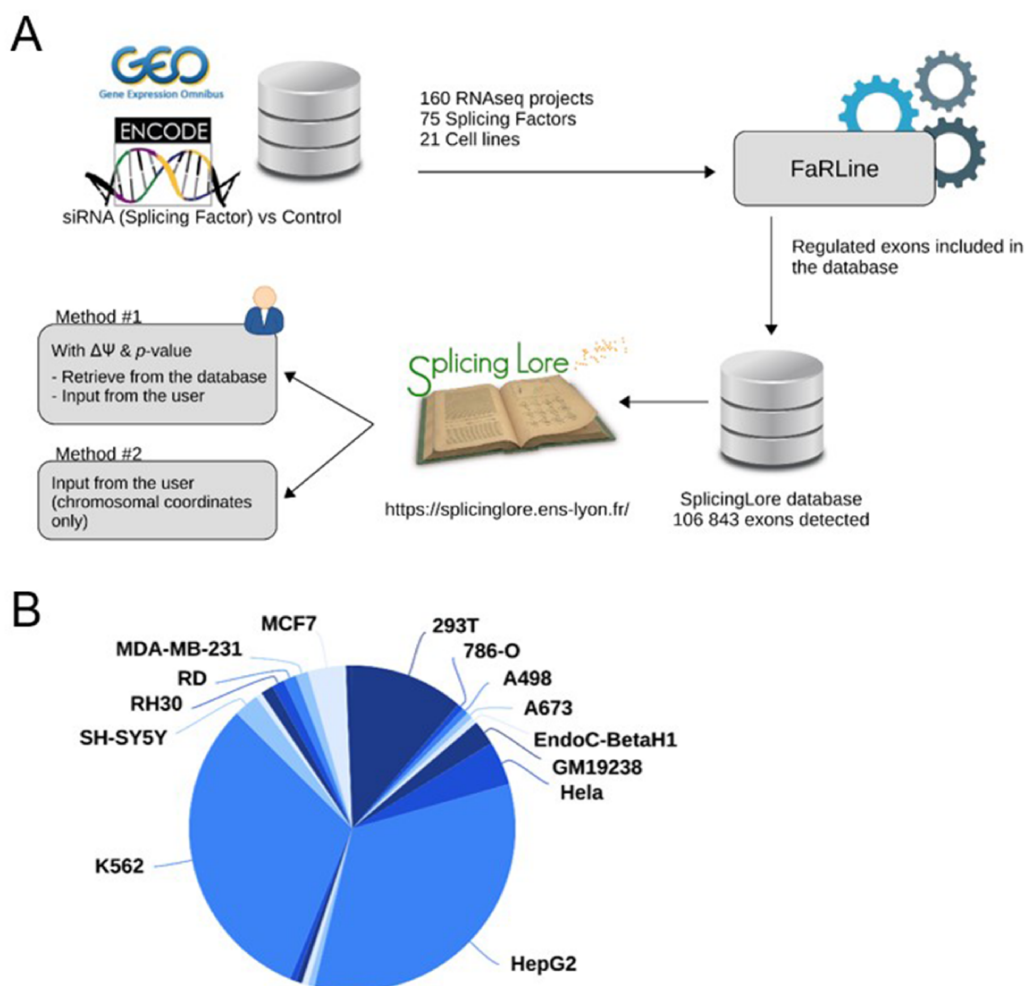 A
GEO
Gene Expression Omnibus
ENCODE
siRNA (Splicing Factor) vs Control
160 RNAseq projects
75 Splicing Factors
21 Cell lines
FaRLine
Regulated exons included in
the database
Method #1
With ΔΨ & p-value
- Retrieve from the database
- Input from the user
Method #2
Input from the user
(chromosomal coordinates
only)
Splicing Lore
https://splicinglore.ens-lyon.fr/
SplicingLore database
106 843 exons detected
B
MCF7
MDA-MB-231
RD
RH30
SH-SY5Y
K562
293T
786-O
A498
A673
EndoC-BetaH1
GM19238
Hela
HepG2